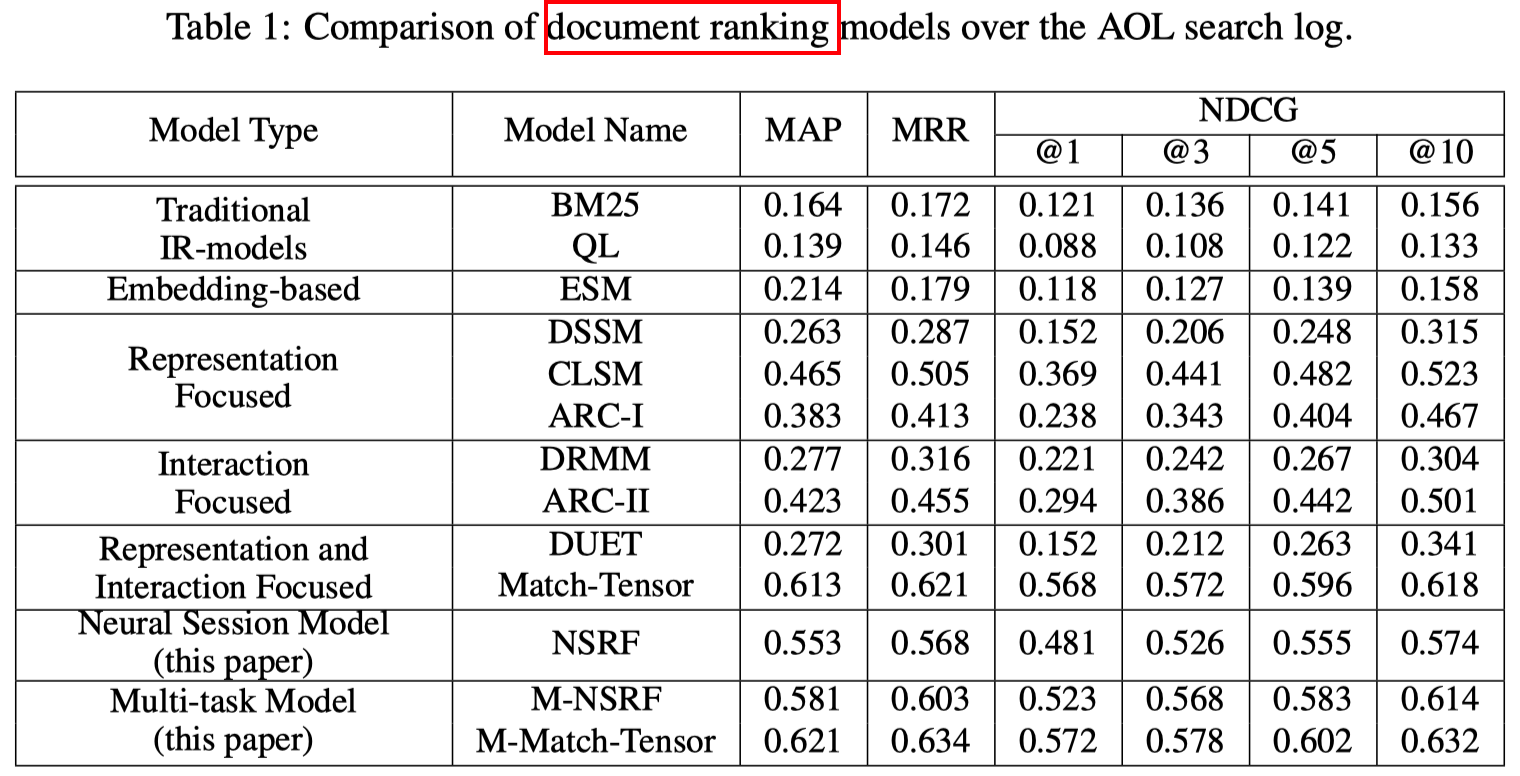 Table 1: Comparison of document ranking models over the AOL search log.
Model Type Model Name MAP MRR NDCG
@1 @3 @5 @10
Traditional IR-models BM25 0.164 0.172 0.121 0.136 0.141 0.156
QL 0.139 0.146 0.088 0.108 0.122 0.133
Embedding-based ESM 0.214 0.179 0.118 0.127 0.139 0.158
Representation Focused DSSM 0.263 0.287 0.152 0.206 0.248 0.315
CLSM 0.465 0.505 0.369 0.441 0.482 0.523
ARC-I 0.383 0.413 0.238 0.343 0.404 0.467
Interaction Focused DRMM 0.277 0.316 0.221 0.242 0.267 0.304
ARC-II 0.423 0.455 0.294 0.386 0.442 0.501
Representation and Interaction Focused DUET 0.272 0.301 0.152 0.212 0.263 0.341
Match-Tensor 0.613 0.621 0.568 0.572 0.596 0.618
Neural Session Model (this paper) NSRF 0.553 0.568 0.481 0.526 0.555 0.574
Multi-task Model (this paper) M-NSRF 0.581 0.603 0.523 0.568 0.583 0.614
M-Match-Tensor 0.621 0.634 0.572 0.578 0.602 0.632